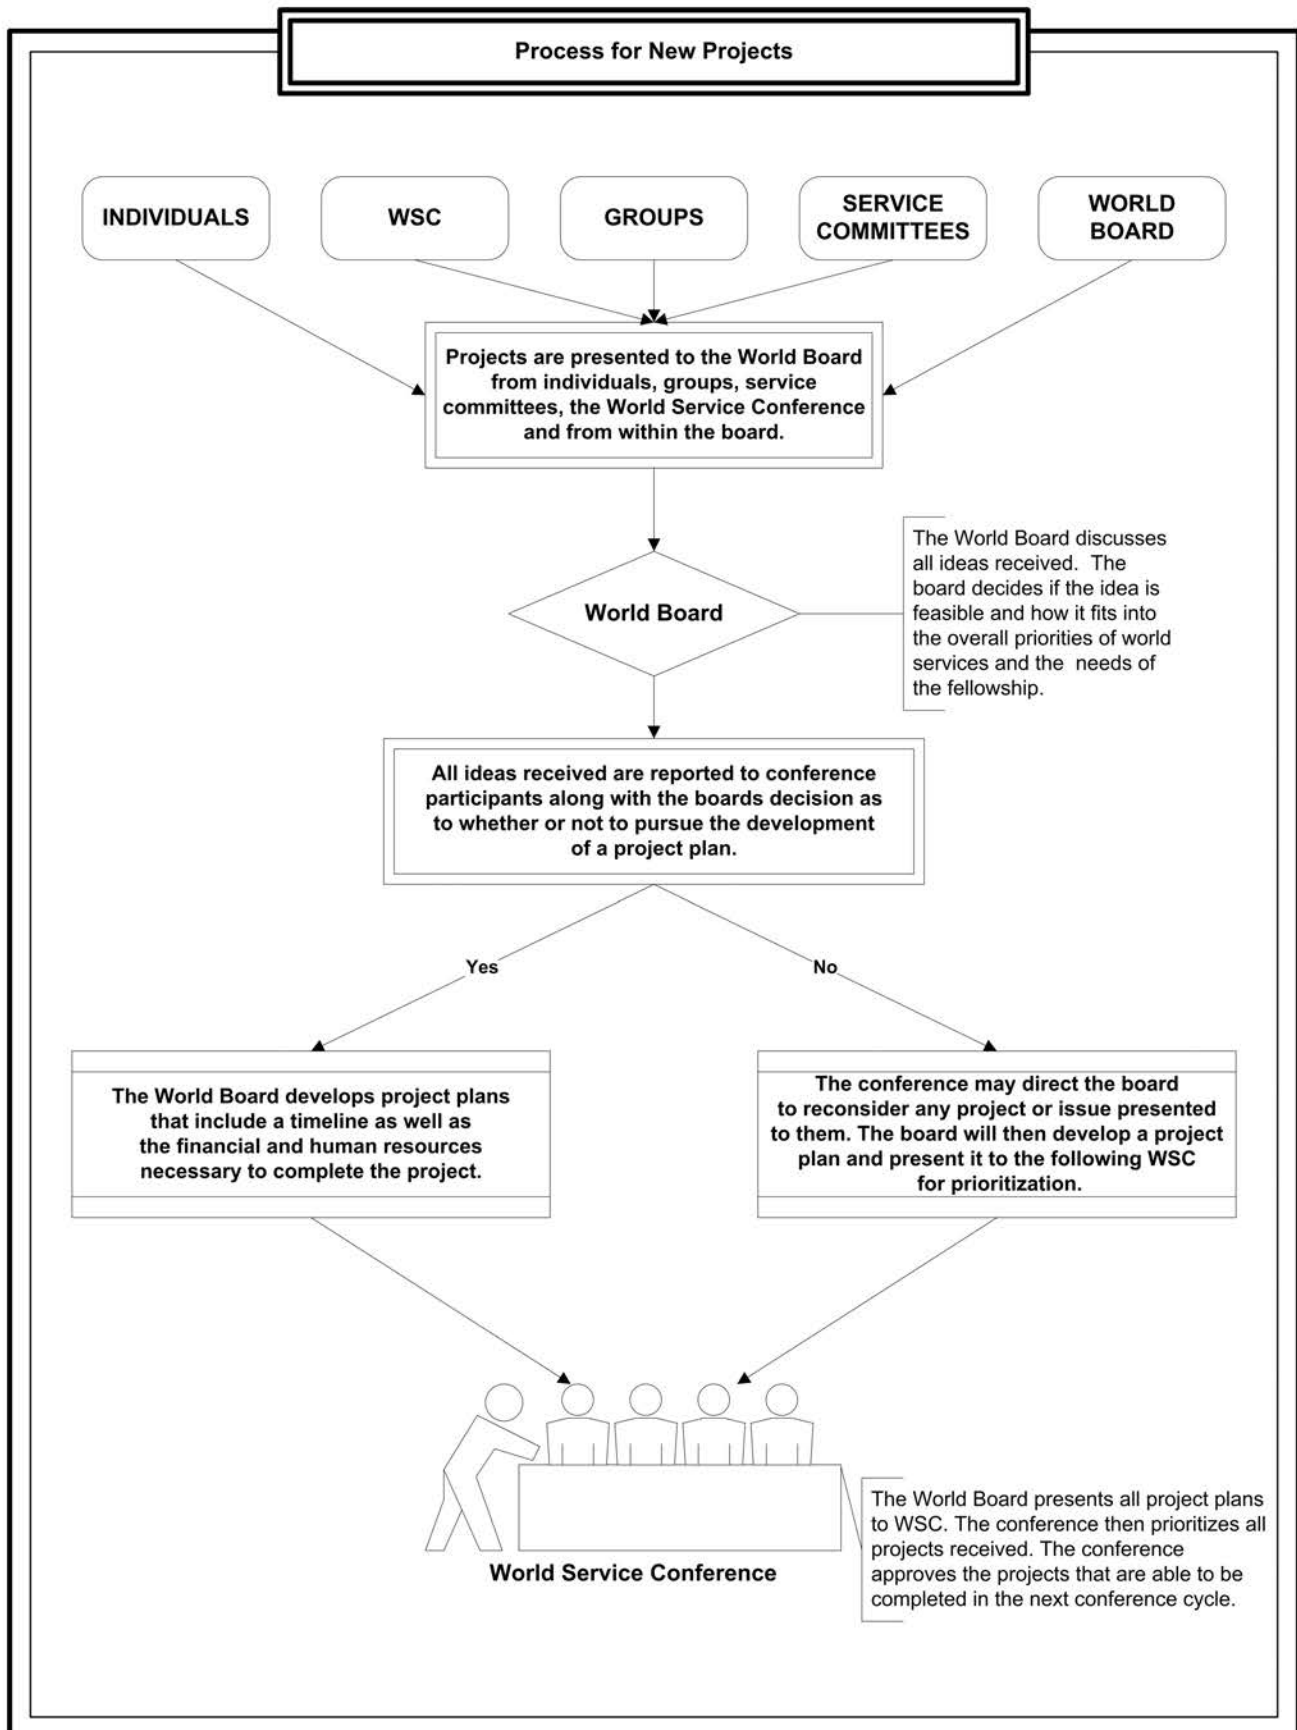 Process for New Projects
INDIVIDUALS
WSC
GROUPS
SERVICE
COMMITTEES
WORLD
BOARD
Projects are presented to the World Board
from individuals, groups, service
committees, the World Service Conference
and from within the board.
World Board
The World Board discusses
all ideas received.  The
board decides if the idea is
feasible and how it fits into
the overall priorities of world
services and the  needs of
the fellowship.
All ideas received are reported to conference
participants along with the boards decision as
to whether or not to pursue the development
of a project plan.
Yes
No
The World Board develops project plans
that include a timeline as well as
the financial and human resources
necessary to complete the project.
The conference may direct the board
to reconsider any project or issue presented
to them. The board will then develop a project
plan and present it to the following WSC
for prioritization.
World Service Conference
The World Board presents all project plans
to WSC. The conference then prioritizes all
projects received. The conference
approves the projects that are able to be
completed in the next conference cycle.